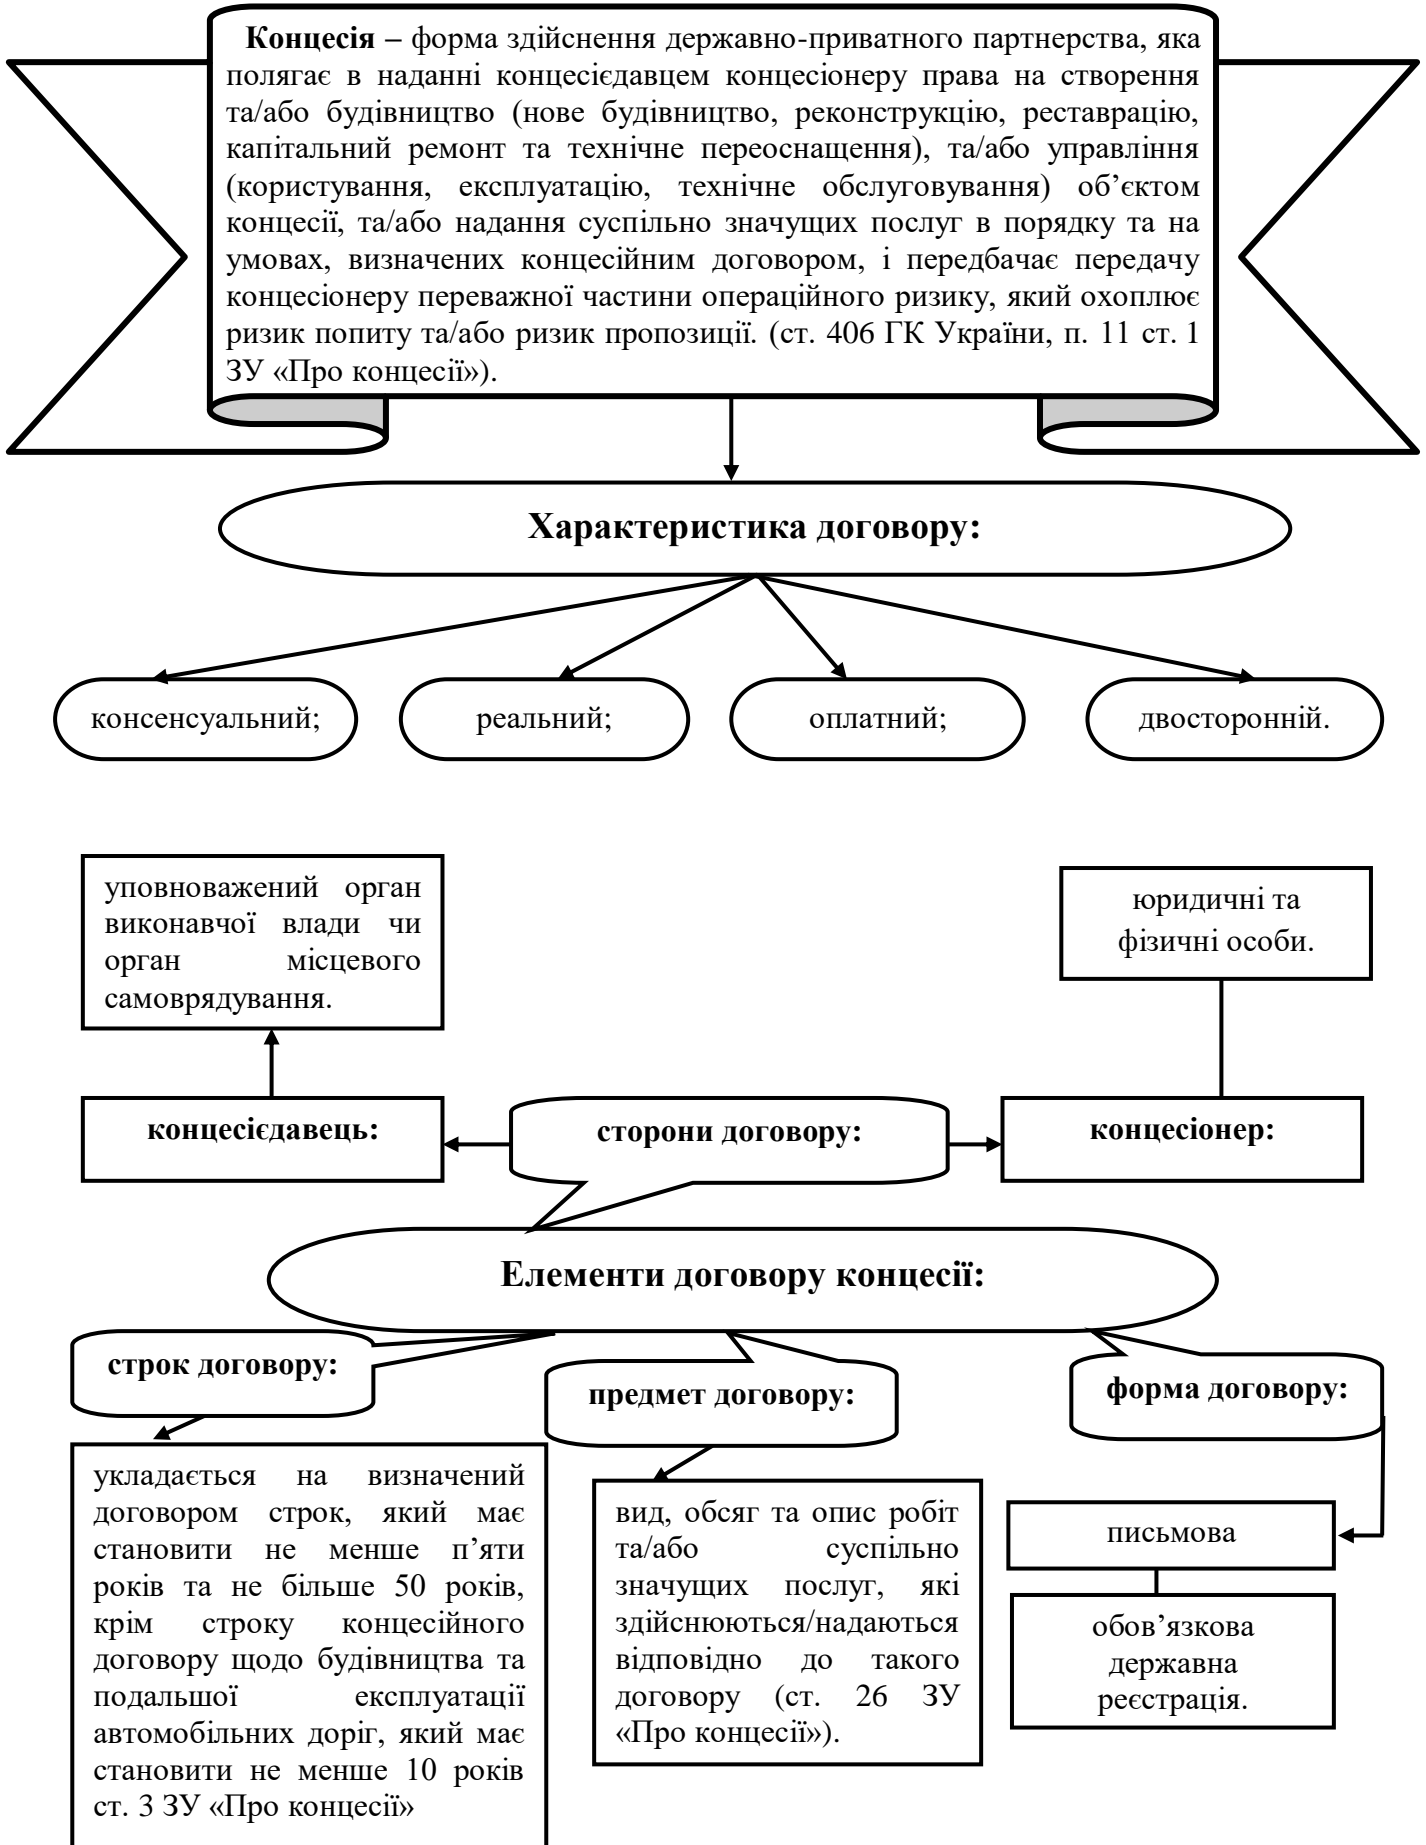 Концесія – форма здійснення державно-приватного партнерства, яка
полягає в наданні концесієдавцем концесіонеру права на створення
та/або будівництво (нове будівництво, реконструкцію, реставрацію,
капітальний ремонт та технічне переоснащення), та/або управління
(користування, експлуатацію, технічне обслуговування) об’єктом
концесії, та/або надання суспільно значущих послуг в порядку та на
умовах, визначених концесійним договором, і передбачає передачу
концесіонеру переважної частини операційного ризику, який охоплює
ризик попиту та/або ризик пропозиції. (ст. 406 ГК України, п. 11 ст. 1
ЗУ «Про концесії»).
Характеристика договору:
консенсуальний;
реальний;
оплатний;
двосторонній.
уповноважений орган
виконавчої влади чи
орган місцевого
самоврядування.
юридичні та
фізичні особи.
концесієдавець:
сторони договору:
концесіонер:
Елементи договору концесії:
строк договору:
предмет договору:
форма договору:
укладається на визначений
договором строк, який має
становити не менше п’яти
років та не більше 50 років,
крім строку концесійного
договору щодо будівництва та
подальшої експлуатації
автомобільних доріг, який має
становити не менше 10 років
ст. 3 ЗУ «Про концесії»
вид, обсяг та опис робіт
та/або суспільно
значущих послуг, які
здійснюються/надаються
відповідно до такого
договору (ст. 26 ЗУ
«Про концесії»).
письмова
обов’язкова
державна
реєстрація.